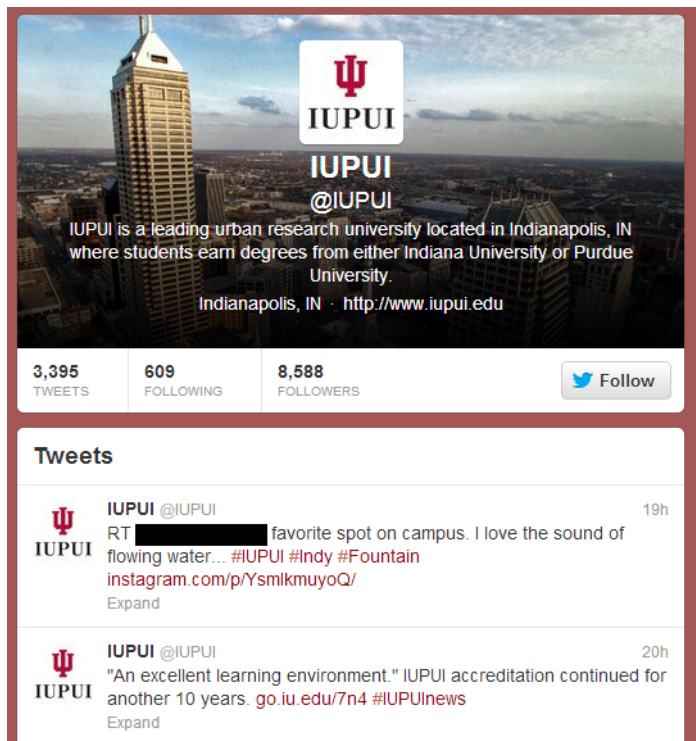 IUPUI
IUPUI
@IUPUI
IUPUI is a leading urban research university located in Indianapolis, IN
where students earn degrees from either Indiana University or Purdue
University.
Indianapolis, IN · http://www.iupui.edu
3,395 609 8,588
TWEETS FOLLOWING FOLLOWERS
Follow
Tweets
IUPUI @IUPUI 19h
IUPUI
RT favorite spot on campus. I love the sound of
flowing water... #IUPUI #Indy #Fountain
instagram.com/p/YsmlkmuyoQ/
Expand
IUPUI @IUPUI 20h
IUPUI
"An excellent learning environment." IUPUI accreditation continued for
another 10 years. go.iu.edu/7n4 #IUPUInews
Expand